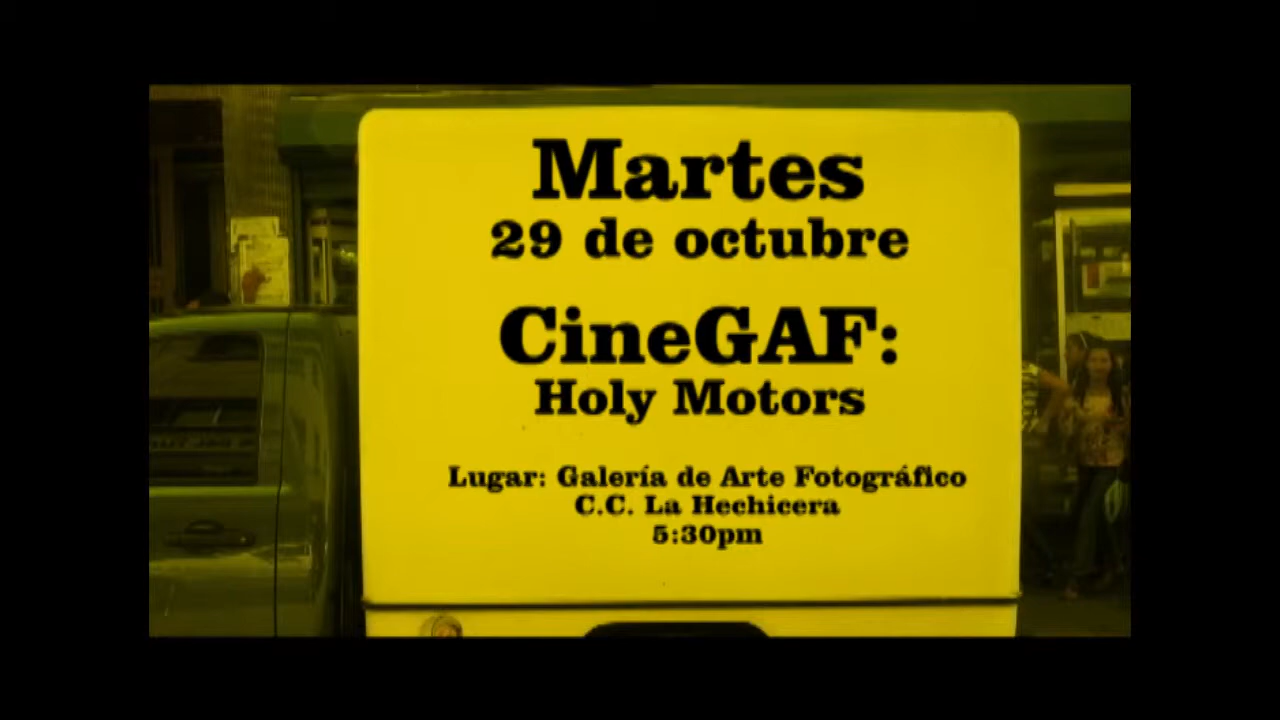 Martes
29 de octubre
CineGAF:
Holy Motors
Lugar: Galería de Arte Fotográfico
C.C. La Hechicera
5:30pm